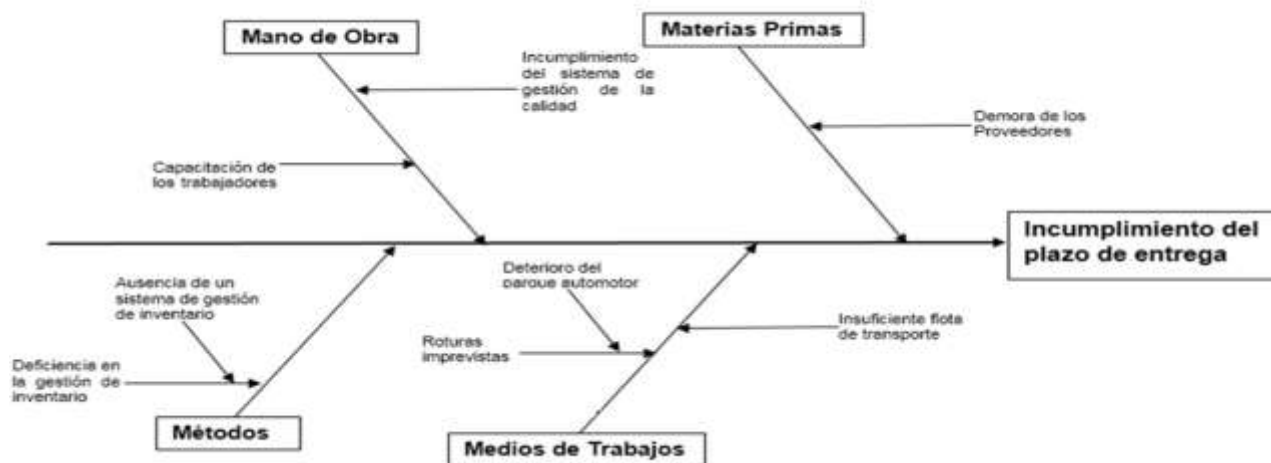 Mano de Obra
Materias Primas
Incumplimiento
del sistema de
gestión de la
calidad
Demora de los
Proveedores
Capacitación de
los trabajadores
Incumplimiento del
plazo de entrega
Ausencia de un
sistema de gestión
de inventario
Deterioro del
parque automotor
Insuficiente flota
de transporte
Roturas
imprevistas
Deficiencia en
la gestión de
inventario
Métodos
Medios de Trabajos